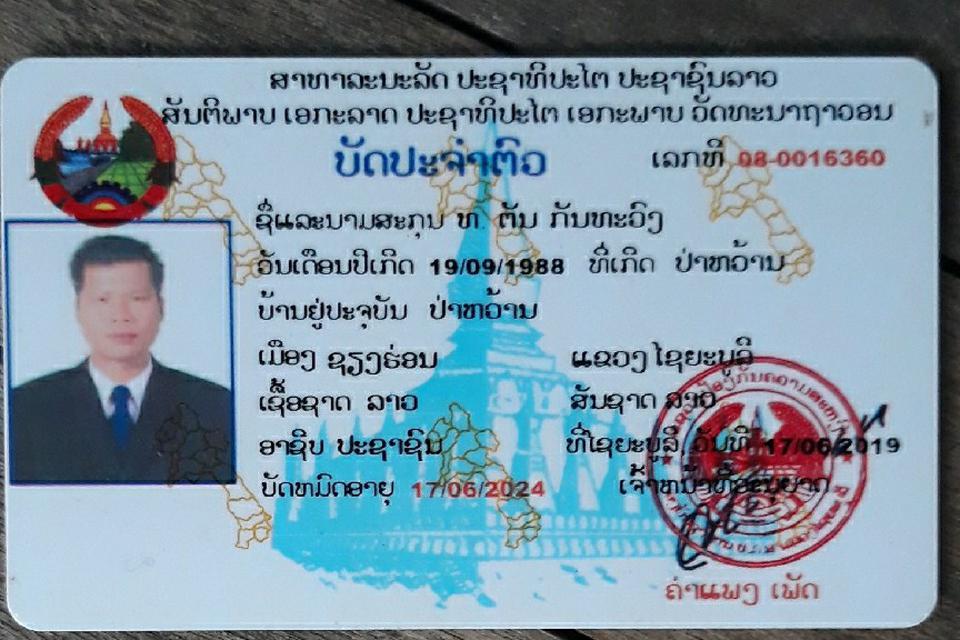 ສາທາລະນະລັດ ປະຊາທິປະໄຕ ປະຊາຊົນລາວ
ສັນຕິພາບ ເອກະລາດ ປະຊາທິປະໄຕ ເອກະພາບ ວັດທະນາຖາວອນ
ບັດປະຈຳຕົວ ເລກທີ 08-0016360
ຊື່ແລະນາມສະກຸນ ທ. ຕັນ ກັນທະວົງ
ວັນເດືອນປີເກີດ 19/09/1988 ທີ່ເກີດ ປ່າຫວ້ານ
ບ້ານຢູ່ປະຈຸບັນ ປ່າຫວ້ານ
ເມືອງ ຊຽງຮ່ອນ ແຂວງ ໄຊຍະບູລີ
ເຊື້ອຊາດ ລາວ ສັນຊາດ ລາວ
ອາຊີບ ປະຊາຊົນ ທີ່ໄຊຍະບູລີ, ວັນທີ 17/06/2019
ບັດຫມົດອາຍຸ 17/06/2024 ເຈົ້າຫນ້າທີ່ອະນຸຍາດ
ຄຳແພງ ເພັດ